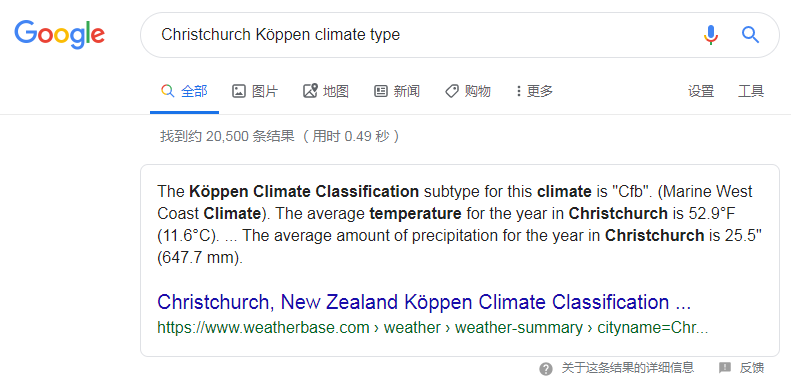 Google
Christchurch Köppen climate type
全部 图片 地图 新闻 购物 更多 设置 工具
找到约 20,500 条结果 （用时 0.49 秒）
The Köppen Climate Classification subtype for this climate is "Cfb". (Marine West
Coast Climate). The average temperature for the year in Christchurch is 52.9°F
(11.6°C). ... The average amount of precipitation for the year in Christchurch is 25.5"
(647.7 mm).
Christchurch, New Zealand Köppen Climate Classification ...
https://www.weatherbase.com › weather › weather-summary › cityname=Chr...
关于这条结果的详细信息 反馈